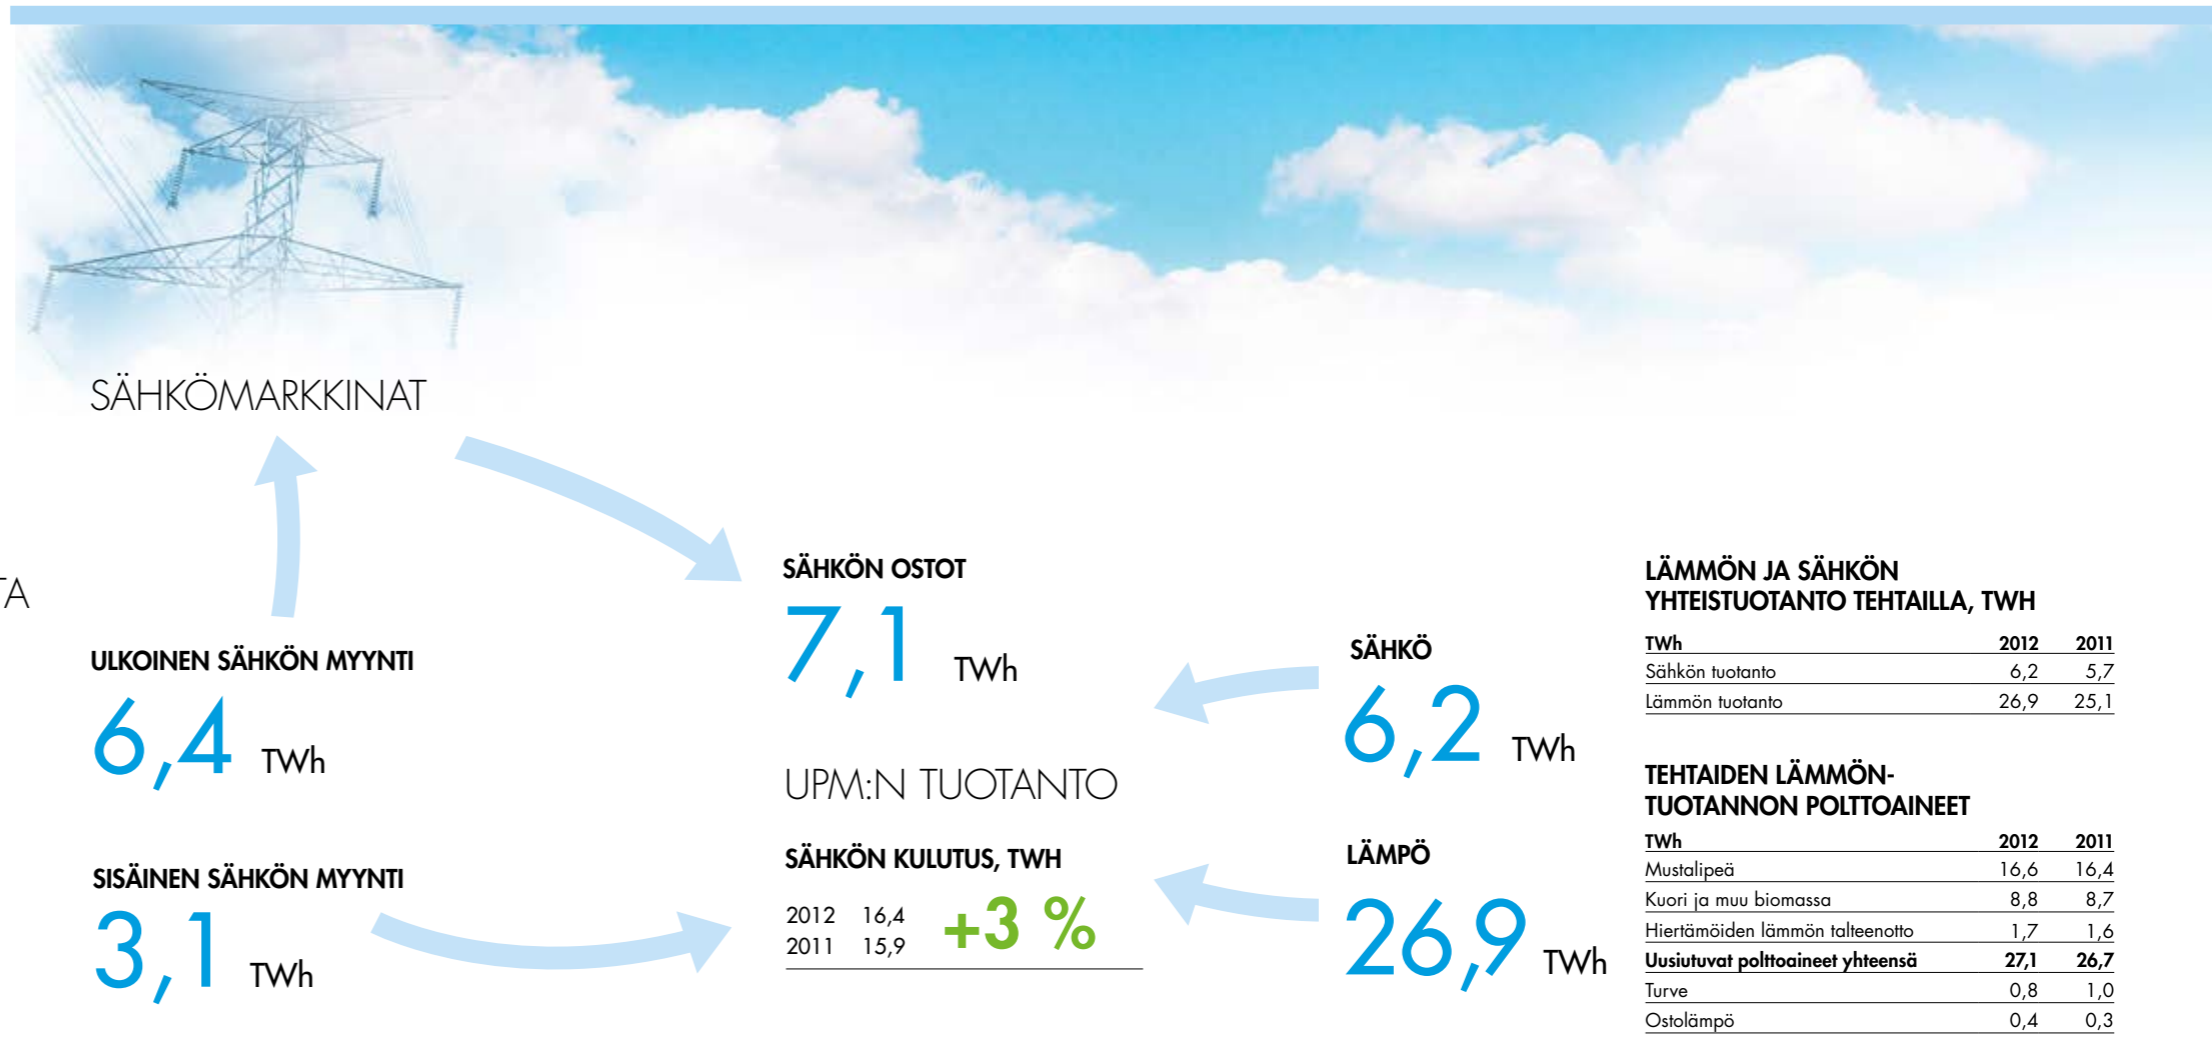 SÄHKÖMARKKINAT
TA
ULKOINEN SÄHKÖN MYYNTI
6,4 TWh
SISÄINEN SÄHKÖN MYYNTI
3,1 TWh
SÄHKÖN OSTOT
7,1 TWh
UPM:N TUOTANTO
SÄHKÖN KULUTUS, TWH
2012 16,4
2011 15,9
+3 %
SÄHKÖ
6,2 TWh
LÄMPÖ
26,9 TWh
LÄMMÖN JA SÄHKÖN
YHTEISTUOTANTO TEHTAILLA, TWH
TWh 2012 2011
Sähkön tuotanto 6,2 5,7
Lämmön tuotanto 26,9 25,1
TEHTAIDEN LÄMMÖN-
TUOTANNON POLTTOAINEET
TWh 2012 2011
Mustalipeä 16,6 16,4
Kuori ja muu biomassa 8,8 8,7
Hiertämöiden lämmön talteenotto 1,7 1,6
Uusiutuvat polttoaineet yhteensä 27,1 26,7
Turve 0,8 1,0
Ostolämpö 0,4 0,3